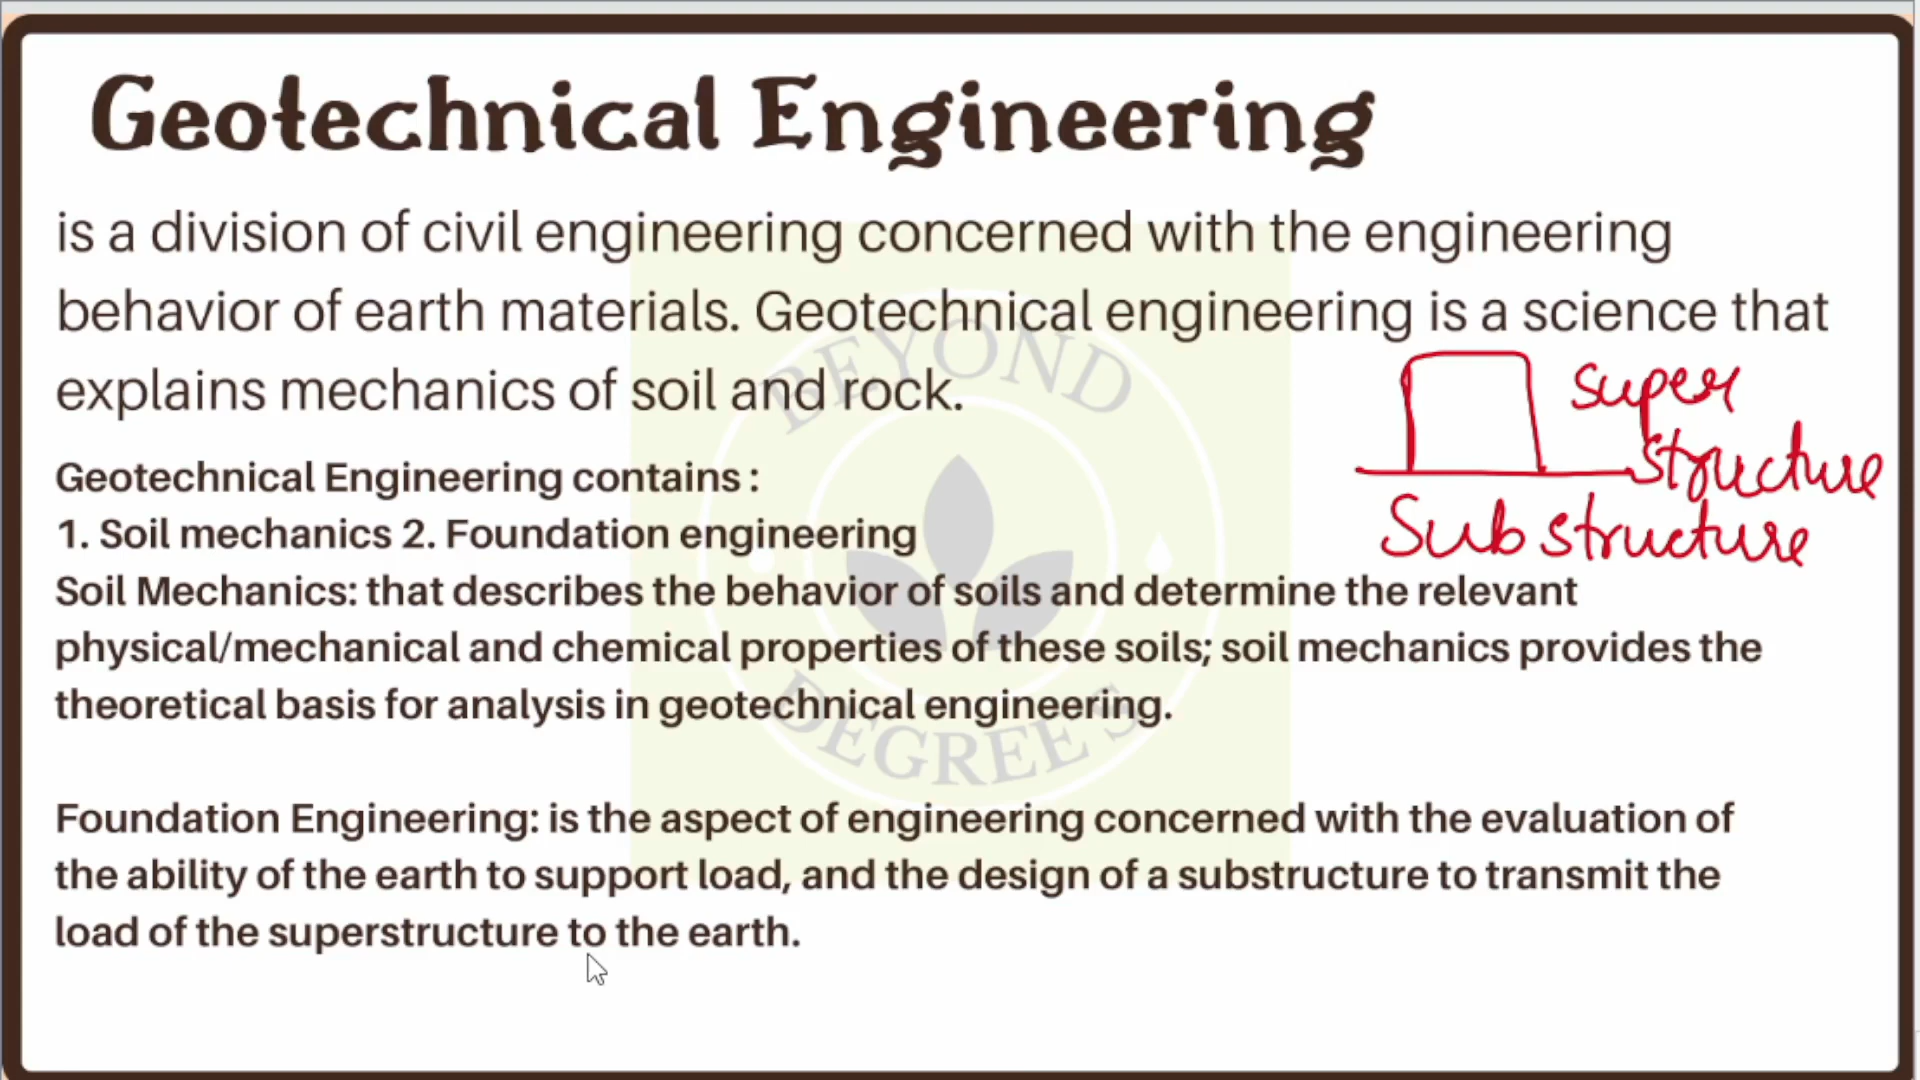 Geotechnical Engineering
is a division of civil engineering concerned with the engineering
behavior of earth materials. Geotechnical engineering is a science that
explains mechanics of soil and rock.
super
structure
Substructure
Geotechnical Engineering contains :
1. Soil mechanics 2. Foundation engineering
Soil Mechanics: that describes the behavior of soils and determine the relevant
physical/mechanical and chemical properties of these soils; soil mechanics provides the
theoretical basis for analysis in geotechnical engineering.
Foundation Engineering: is the aspect of engineering concerned with the evaluation of
the ability of the earth to support load, and the design of a substructure to transmit the
load of the superstructure to the earth.
BEYOND
DEGREE'S